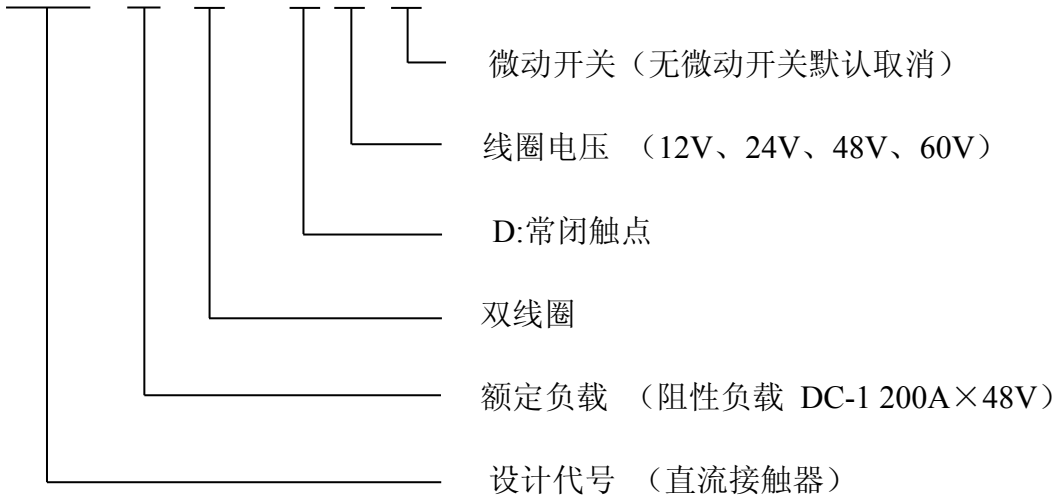 微动开关（无微动开关默认取消）
线圈电压 （12V、24V、48V、60V）
D:常闭触点
双线圈
额定负载 （阻性负载 DC-1 200A×48V）
设计代号 （直流接触器）